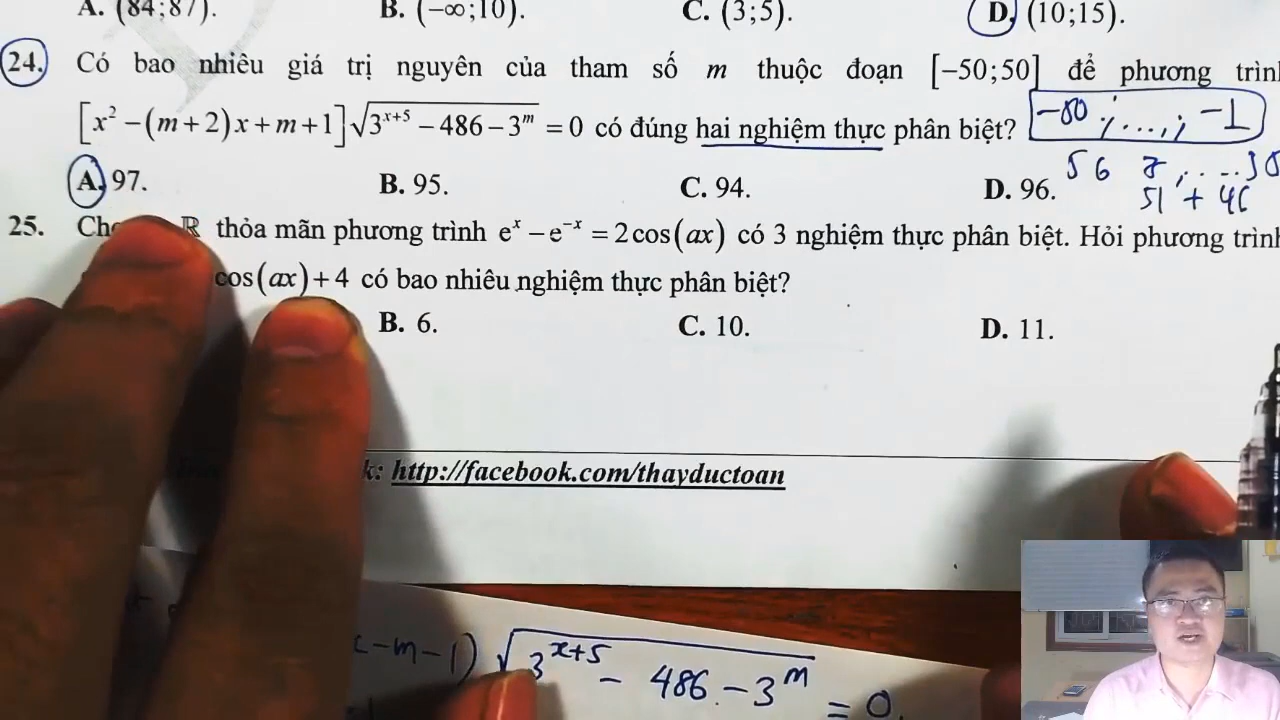 A. (84;87). B. (−∞;10). C. (3;5). D. (10;15).
24. Có bao nhiêu giá trị nguyên của tham số m thuộc đoạn [−50;50] để phương
[x² − (m+2)x + m + 1]√(3^(x+5) − 486 − 3^m) = 0 có đúng hai nghiệm thực phân biệt? −50; ...; −1
A. 97. B. 95. C. 94. D. 96.
51 + 46
25. ℝ thỏa mãn phương trình e^x − e^(−x) = 2cos(ax) có 3 nghiệm thực phân biệt. Hỏi phương
cos(ax) + 4 có bao nhiêu nghiệm thực phân biệt?
B. 6. C. 10. D. 11.
http://facebook.com/thayductoan
−m−1) √(3^(x+5) − 486 − 3^m) = 0